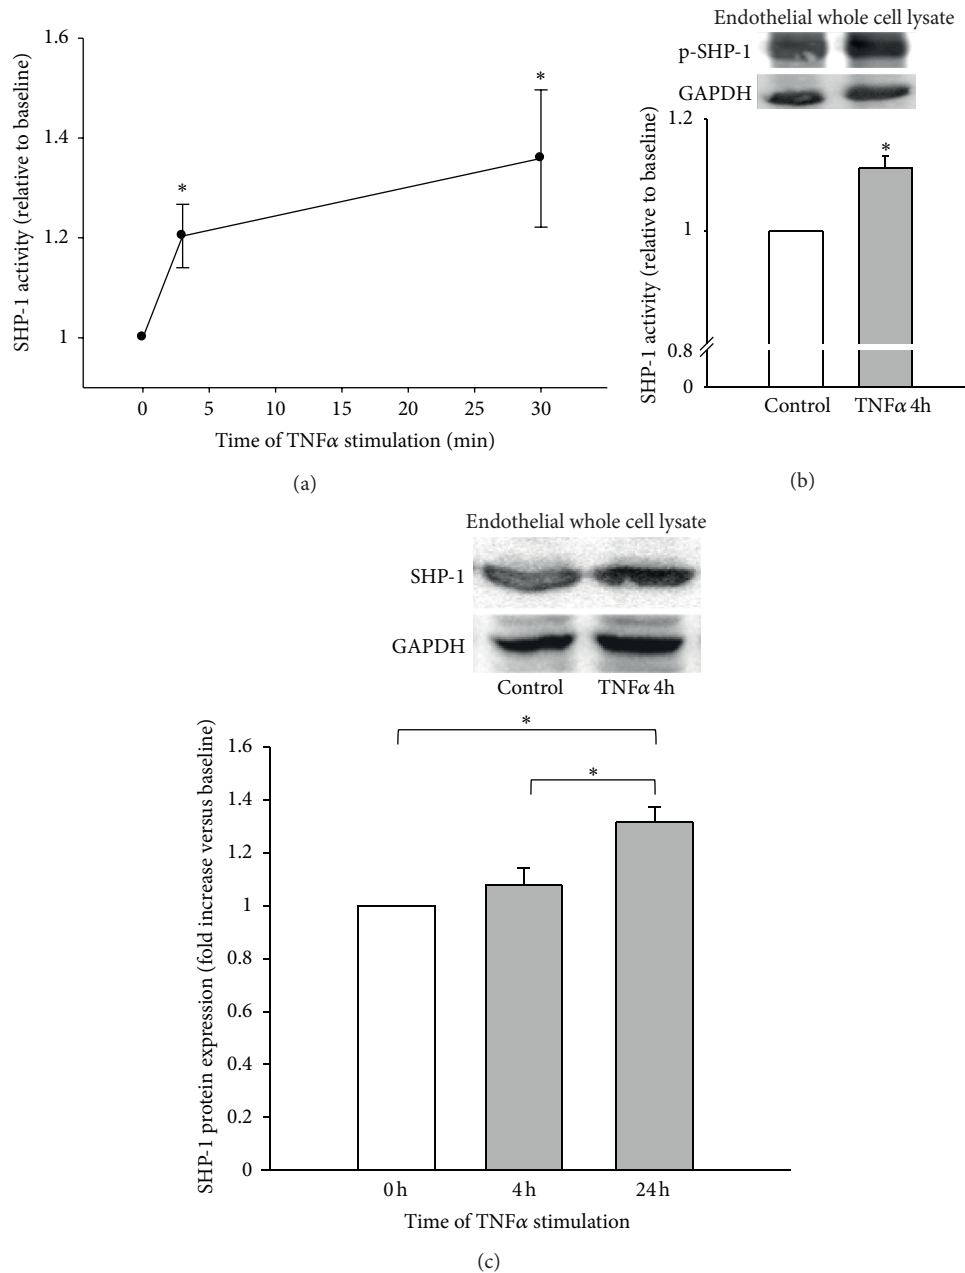 1.6
1.4
1.2
1
SHP-1 activity (relative to baseline)
*
*
0 5 10 15 20 25 30
Time of TNFα stimulation (min)
(a)
Endothelial whole cell lysate
p-SHP-1
GAPDH
1.2
1
0.8
0
SHP-1 activity (relative to baseline)
*
Control TNFα 4h
(b)
Endothelial whole cell lysate
SHP-1
GAPDH
Control TNFα 4h
*
*
1.6
1.4
1.2
1
0.8
0.6
0.4
0.2
0
SHP-1 protein expression (fold increase versus baseline)
0 h 4 h 24 h
Time of TNFα stimulation
(c)